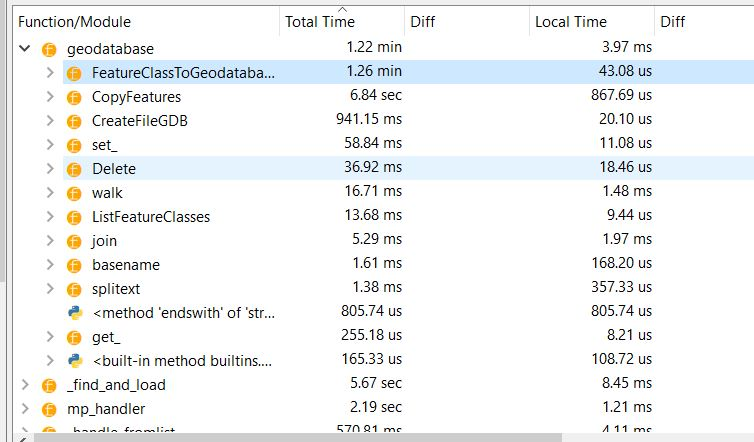 Function/Module Total Time Diff Local Time Diff
geodatabase 1.22 min 3.97 ms
FeatureClassToGeodataba... 1.26 min 43.08 us
CopyFeatures 6.84 sec 867.69 us
CreateFileGDB 941.15 ms 20.10 us
set_ 58.84 ms 11.08 us
Delete 36.92 ms 18.46 us
walk 16.71 ms 1.48 ms
ListFeatureClasses 13.68 ms 9.44 us
join 5.29 ms 1.97 ms
basename 1.61 ms 168.20 us
splitext 1.38 ms 357.33 us
<method 'endswith' of 'str... 805.74 us 805.74 us
get_ 255.18 us 8.21 us
<built-in method builtins.... 165.33 us 108.72 us
_find_and_load 5.67 sec 8.45 ms
mp_handler 2.19 sec 1.21 ms
_handle_fromlist 570.81 ms 4.11 ms